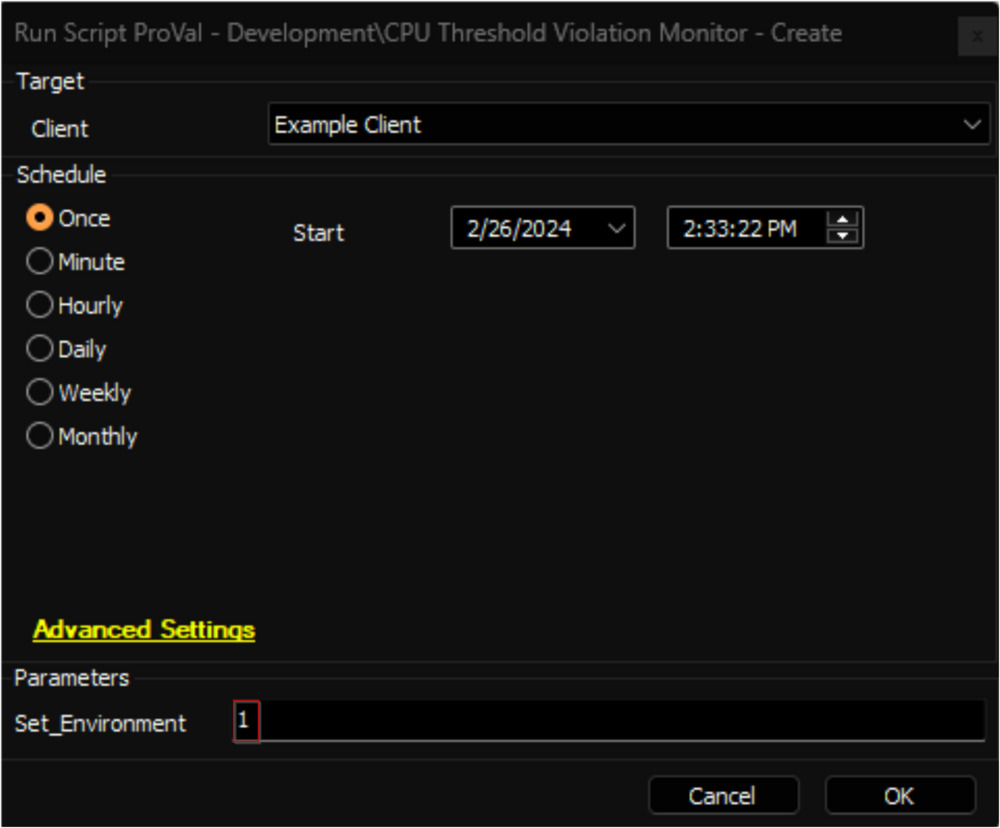 Run Script ProVal - Development\CPU Threshold Violation Monitor - Create x
Target
Client Example Client
Schedule
Once
Start 2/26/2024 2:33:22 PM
Minute
Hourly
Daily
Weekly
Monthly
Advanced Settings
Parameters
Set_Environment 1
Cancel OK